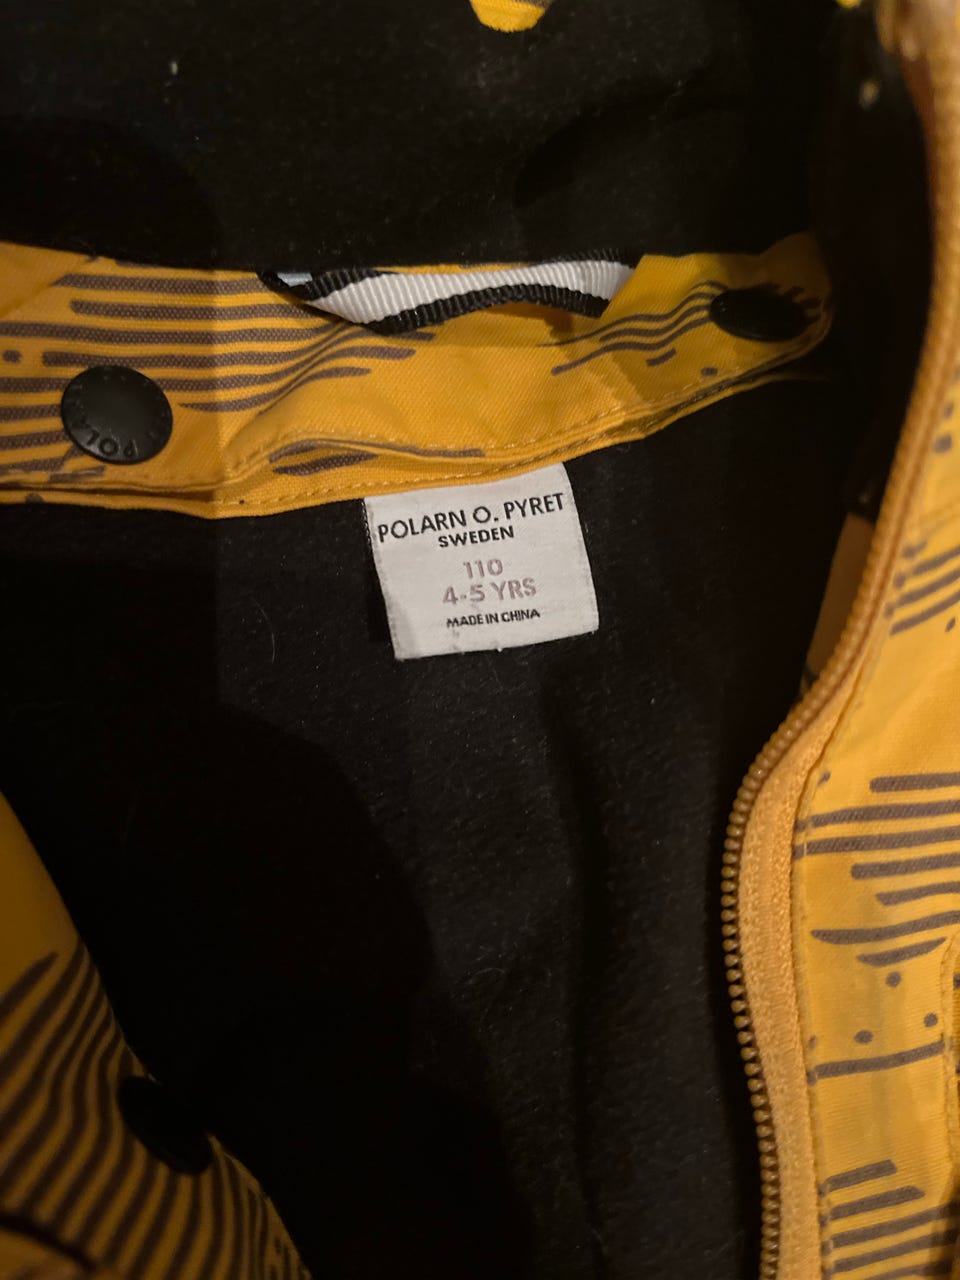 POLARN O. PYRET
SWEDEN
110
4-5 YRS
MADE IN CHINA